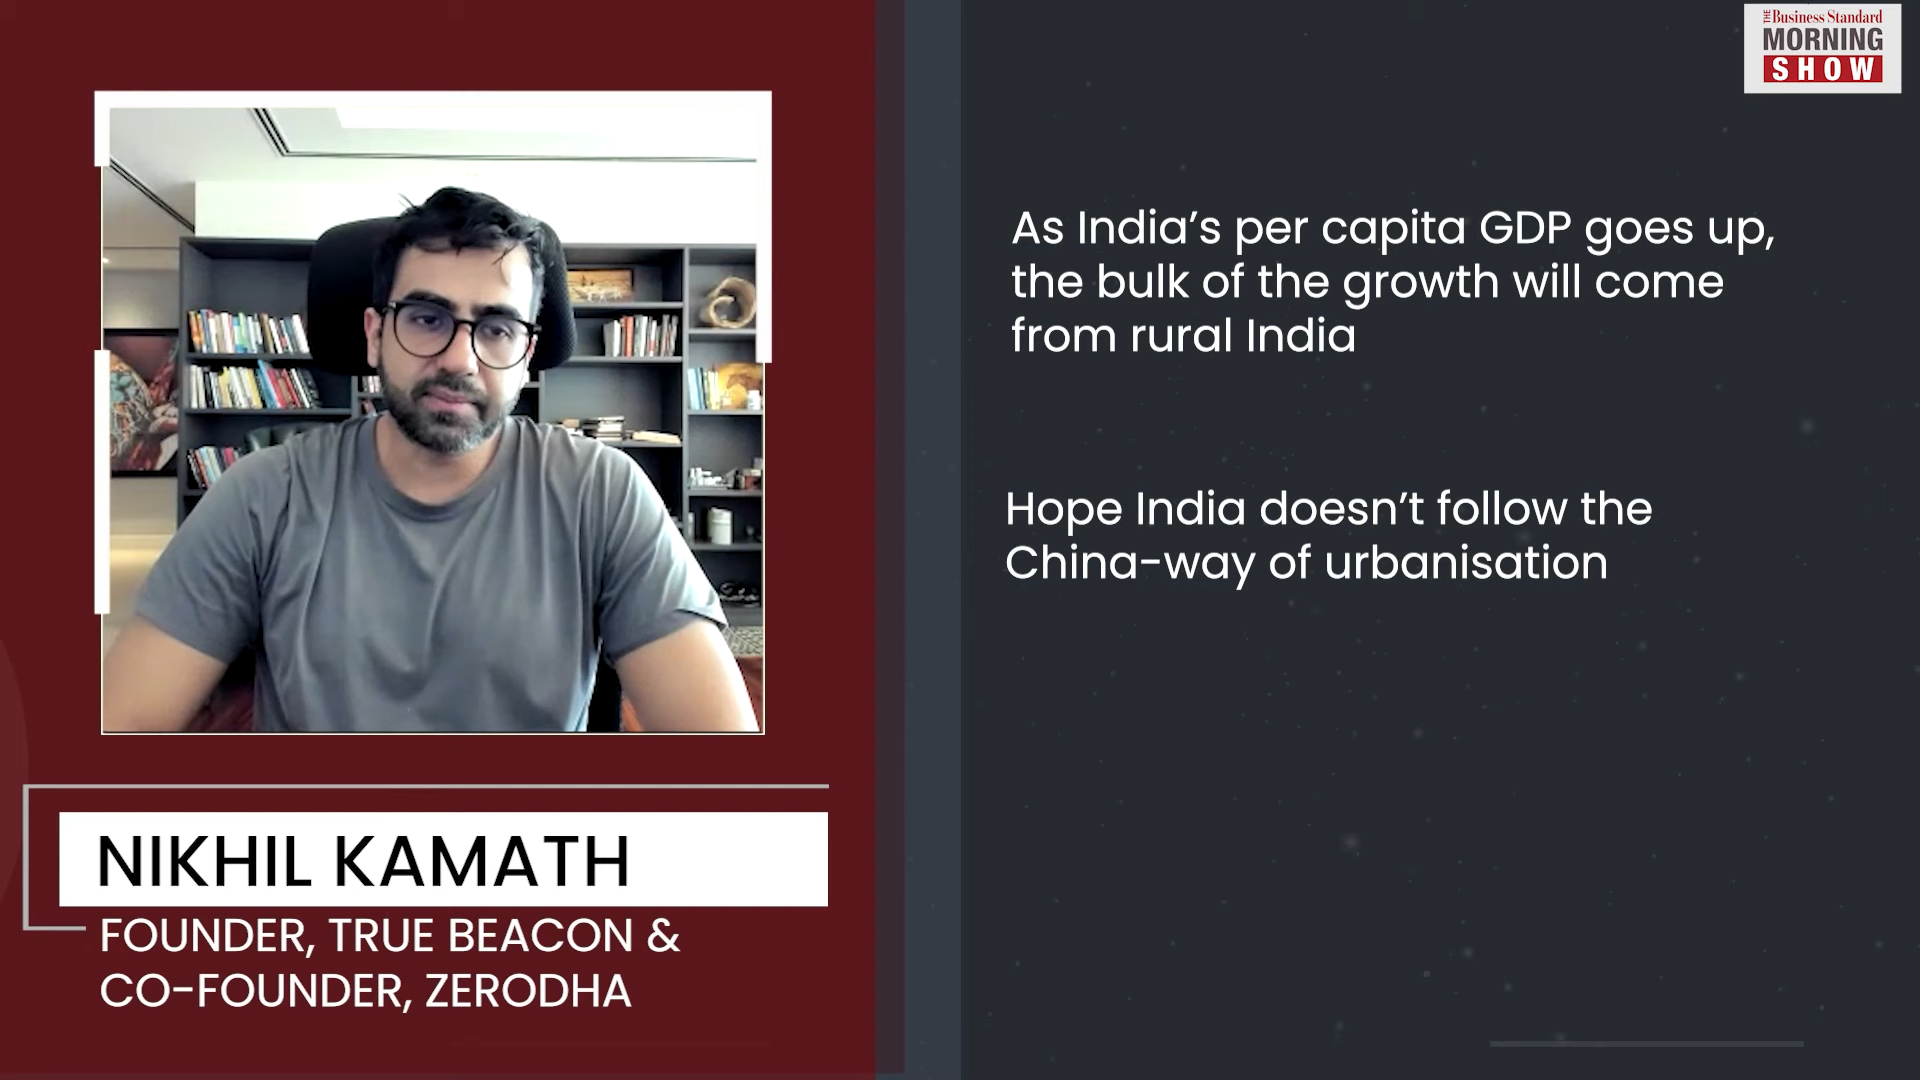 THE Business Standard
MORNING
SHOW
As India’s per capita GDP goes up,
the bulk of the growth will come
from rural India
Hope India doesn’t follow the
China-way of urbanisation
NIKHIL KAMATH
FOUNDER, TRUE BEACON &
CO-FOUNDER, ZERODHA